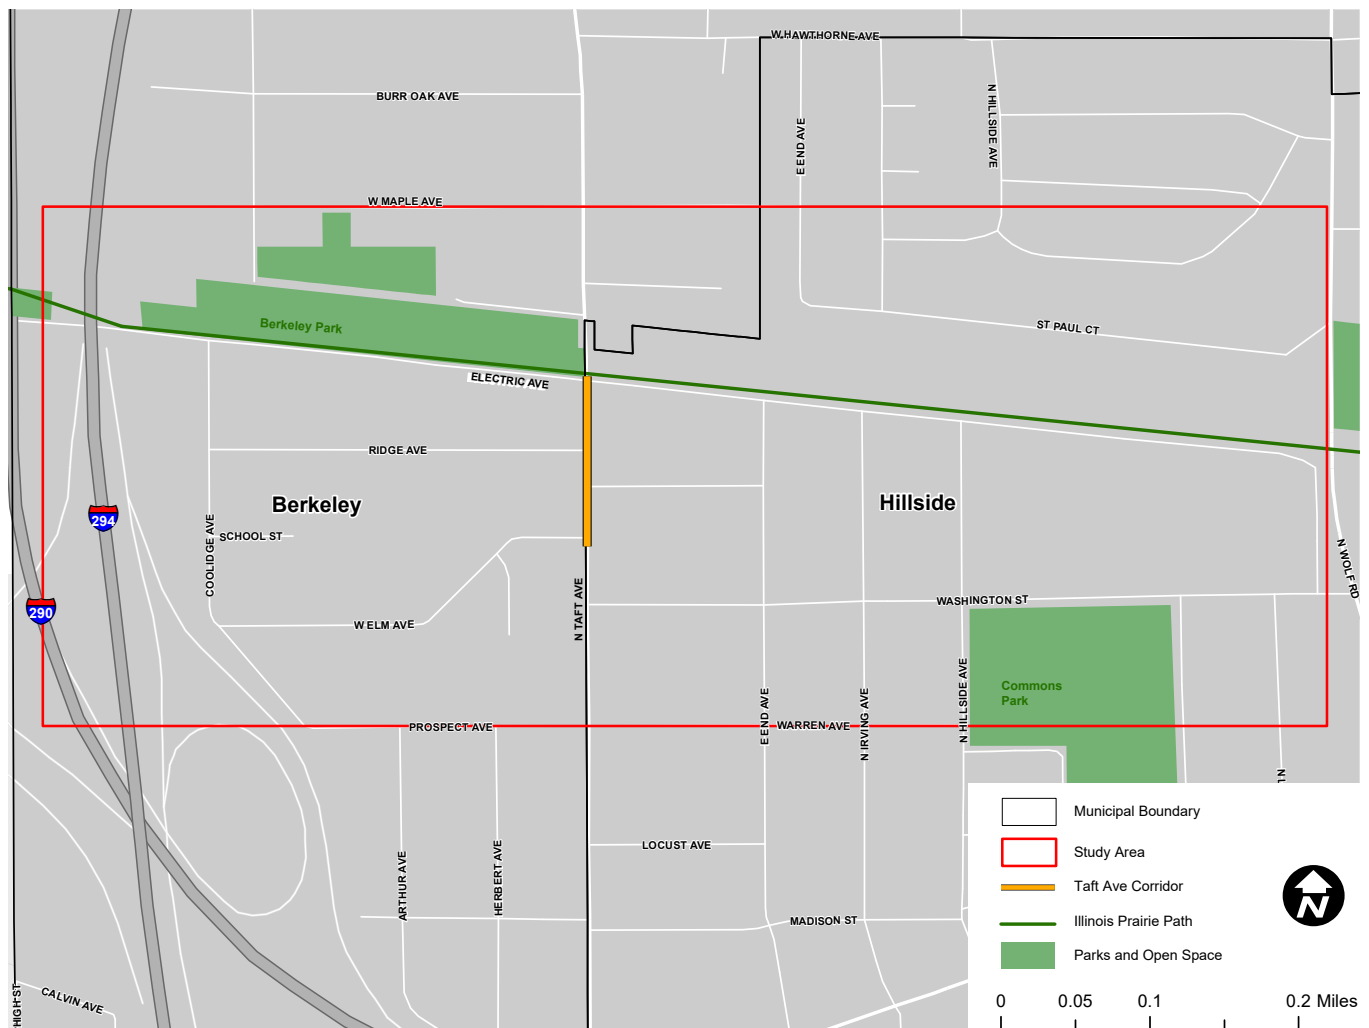 W HAWTHORNE AVE
BURR OAK AVE
N HILLSIDE AVE
E END AVE
W MAPLE AVE
Berkeley Park
ST PAUL CT
ELECTRIC AVE
RIDGE AVE
Berkeley
Hillside
294
SCHOOL ST
COOLIDGE AVE
N WOLF RD
290
N TAFT AVE
WASHINGTON ST
W ELM AVE
Commons
Park
N HILLSIDE AVE
E END AVE
N IRVING AVE
PROSPECT AVE
WARREN AVE
Municipal Boundary
Study Area
LOCUST AVE
ARTHUR AVE
HERBERT AVE
Taft Ave Corridor
N
MADISON ST
Illinois Prairie Path
Parks and Open Space
HIGH ST
CALVIN AVE
0 0.05 0.1 0.2 Miles